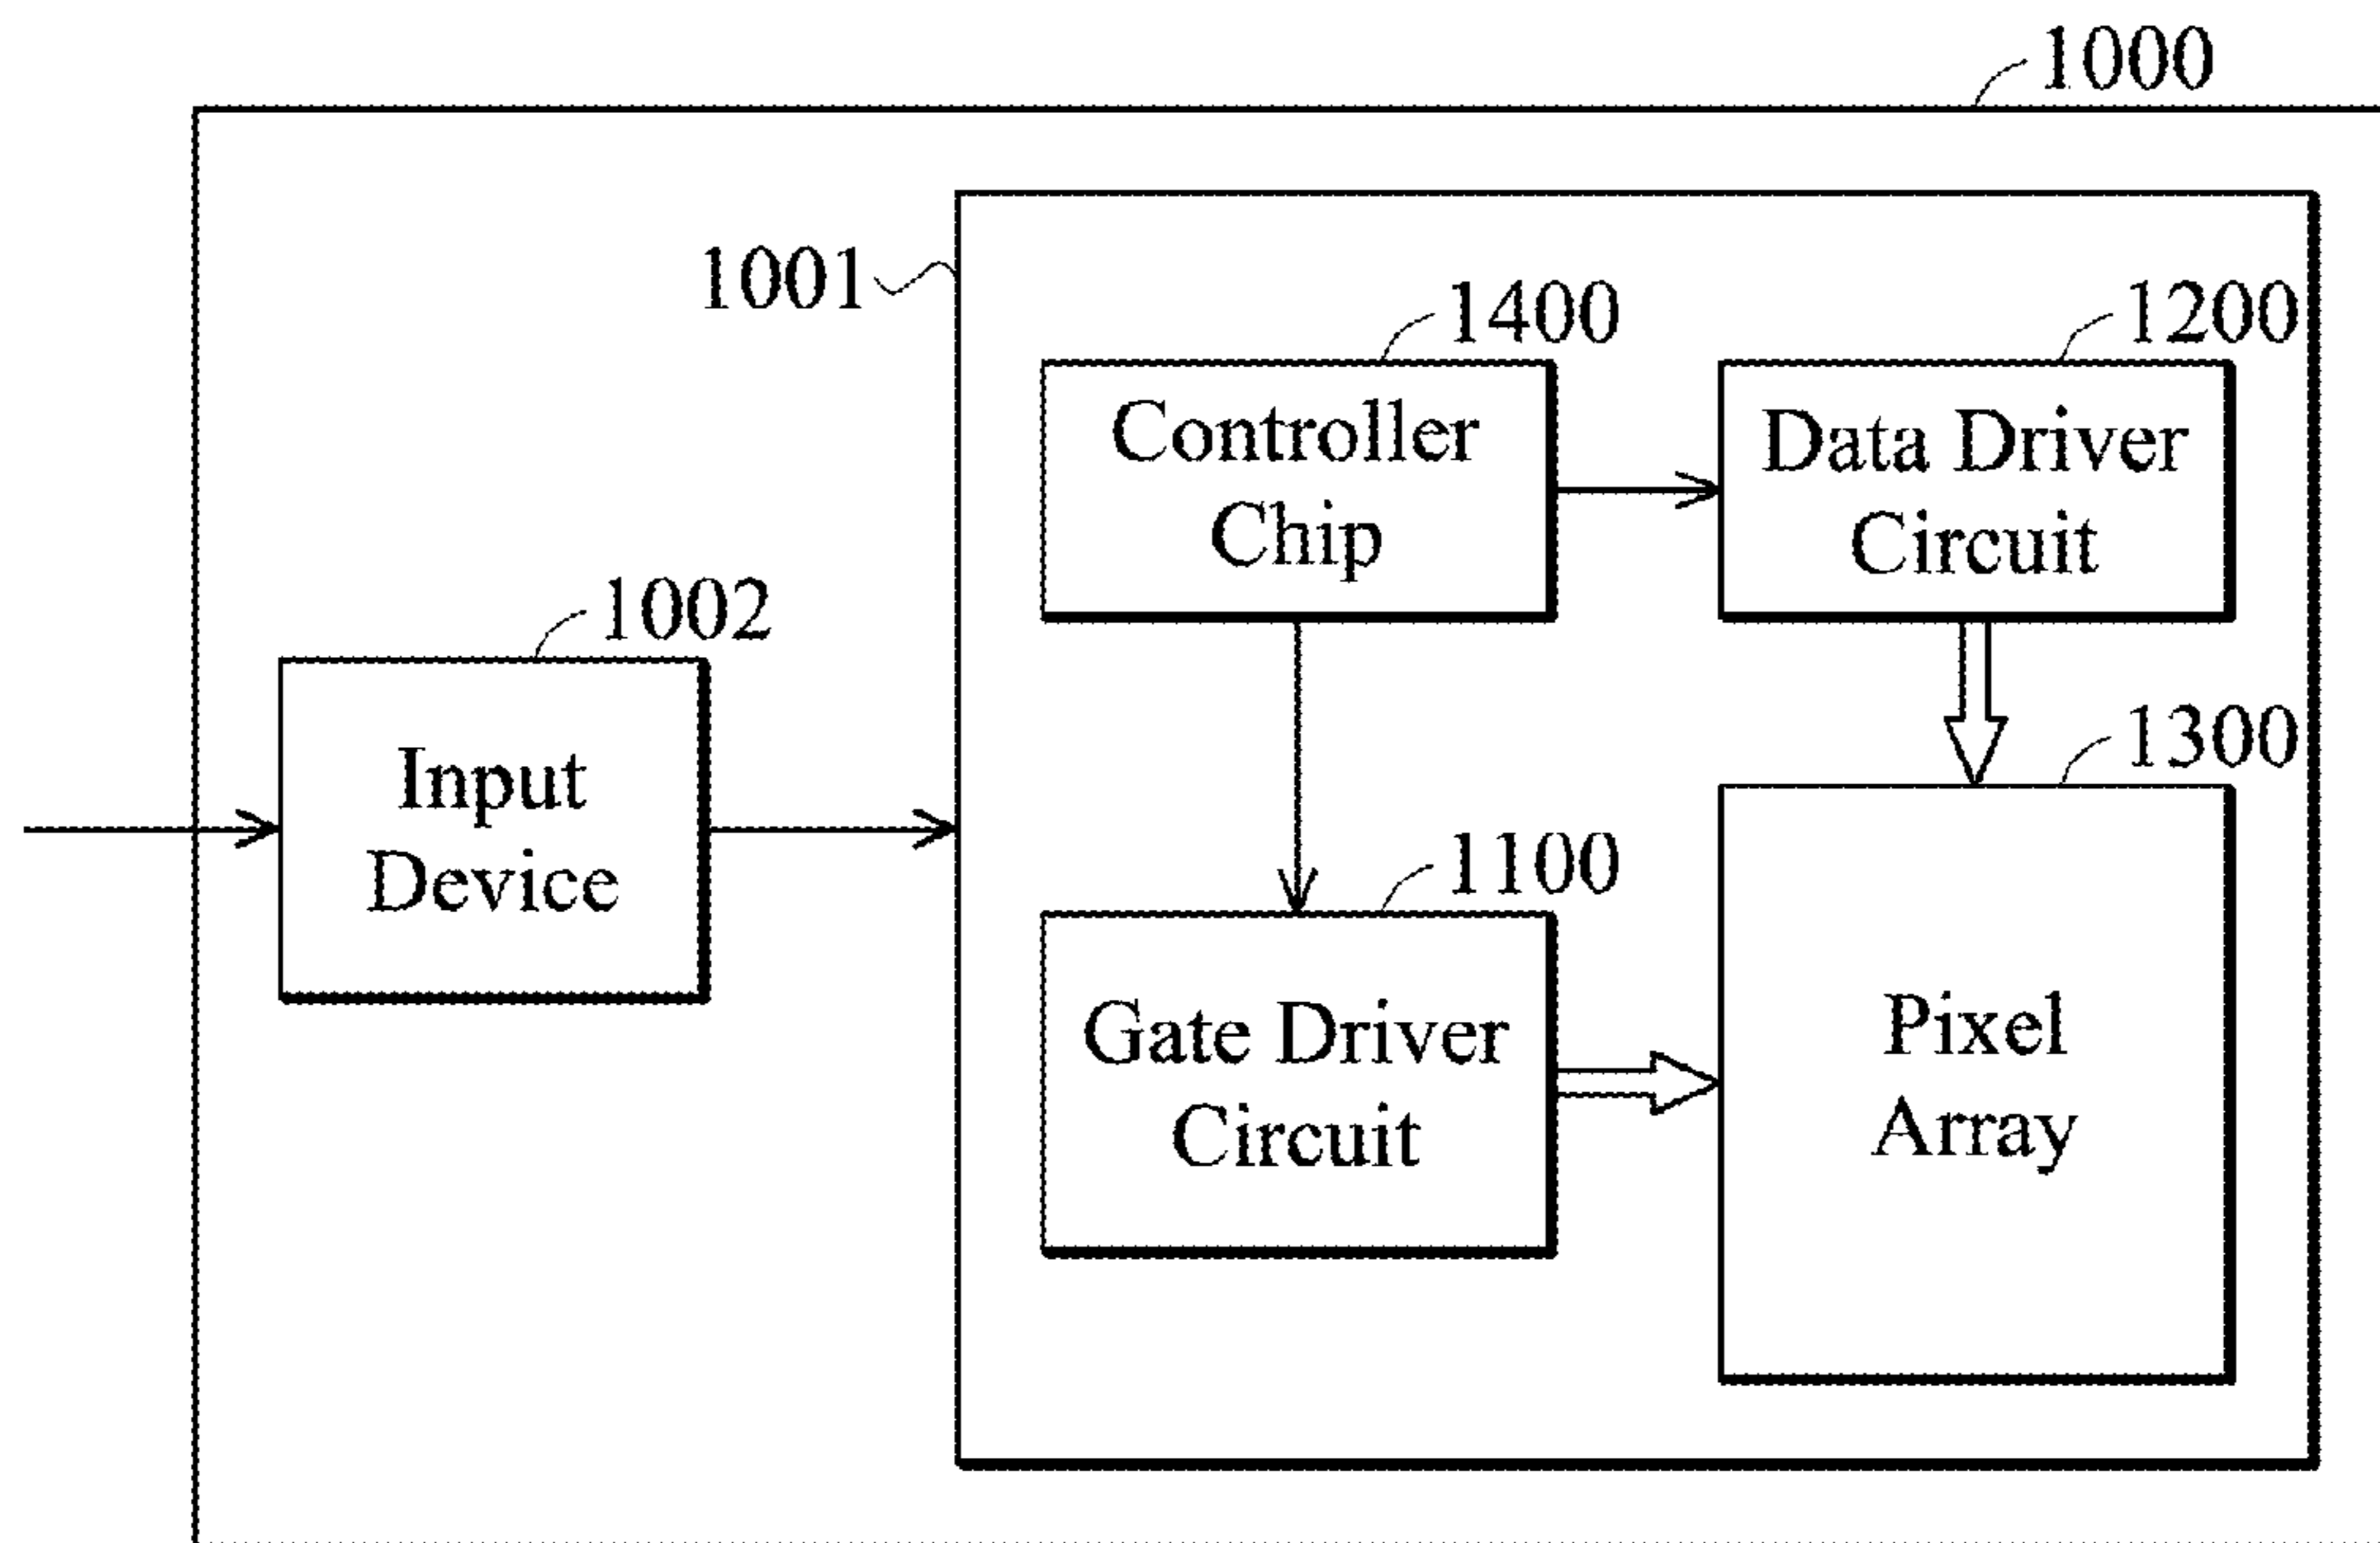 1000
1001
1400
1200
Controller
Chip
Data Driver
Circuit
1002
Input
Device
1300
1100
Gate Driver
Circuit
Pixel
Array